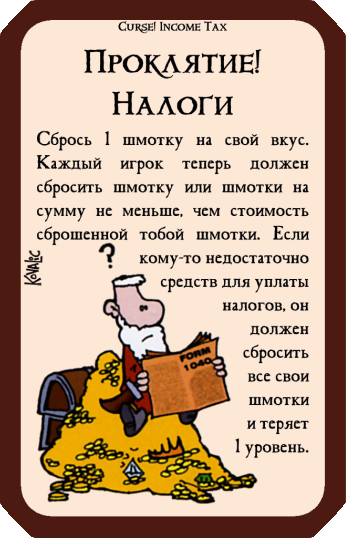 Curse! Income Tax
Проклятие!
Налоги
Сбрось 1 шмотку на свой вкус.
Каждый игрок теперь должен
сбросить шмотку или шмотки на
сумму не меньше, чем стоимость
сброшенной тобой шмотки. Если
кому-то недостаточно
средств для уплаты
налогов, он
должен
сбросить
все свои
шмотки
и теряет
1 уровень.
?
Kovalic
FORM
1040